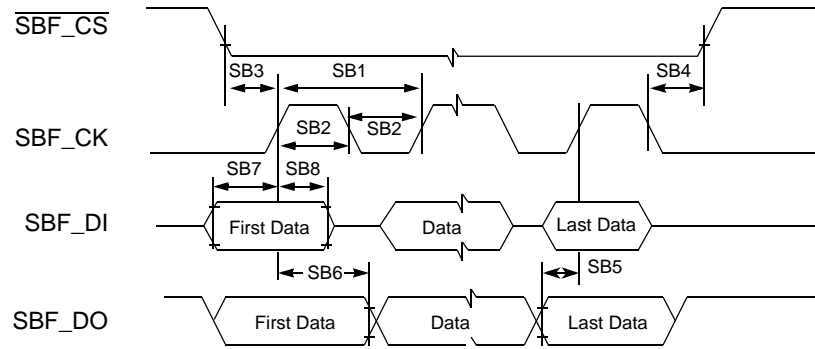 SBF_CS
SB3 SB1 SB4
SBF_CK
SB2 SB2
SB7 SB8
SBF_DI
First Data Data Last Data
SB6 SB5
SBF_DO
First Data Data Last Data